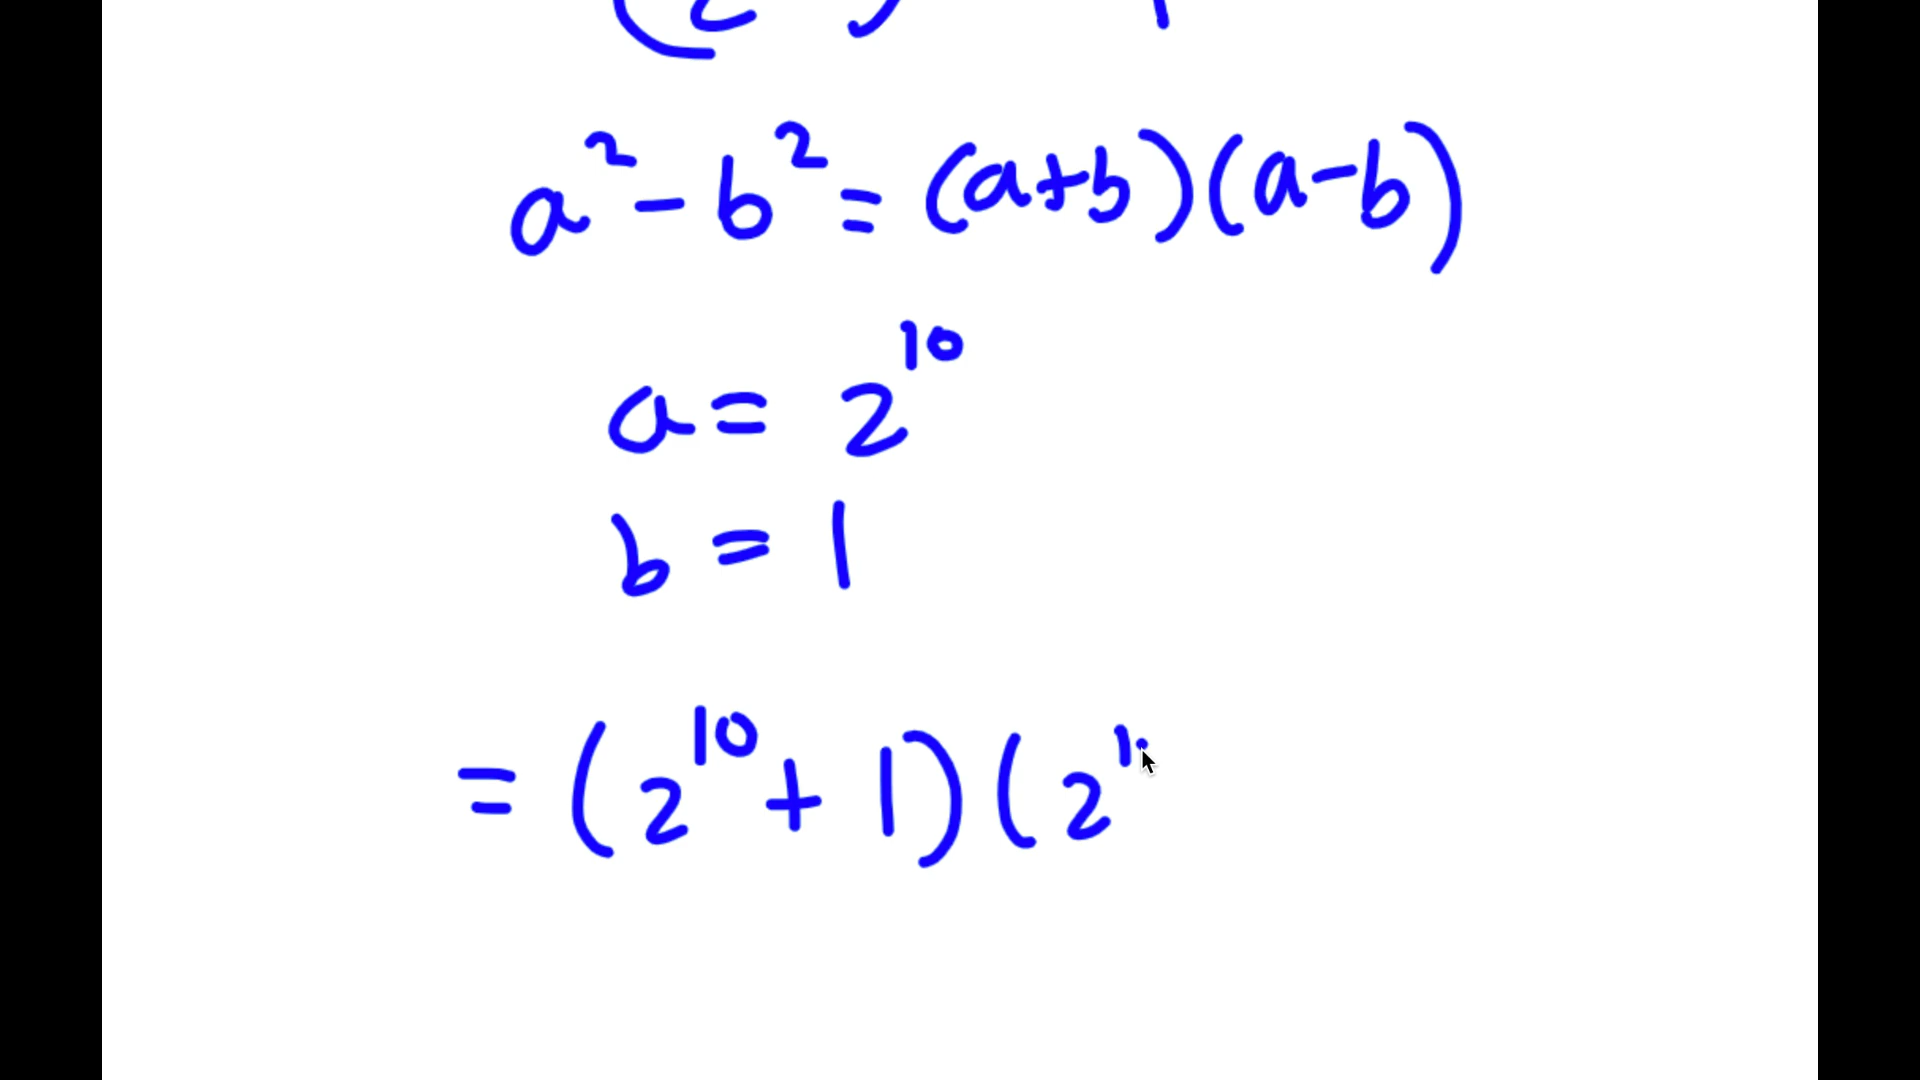 a² - b² = (a+b)(a-b)
a = 2¹⁰
b = 1
= (2¹⁰ + 1)(2¹